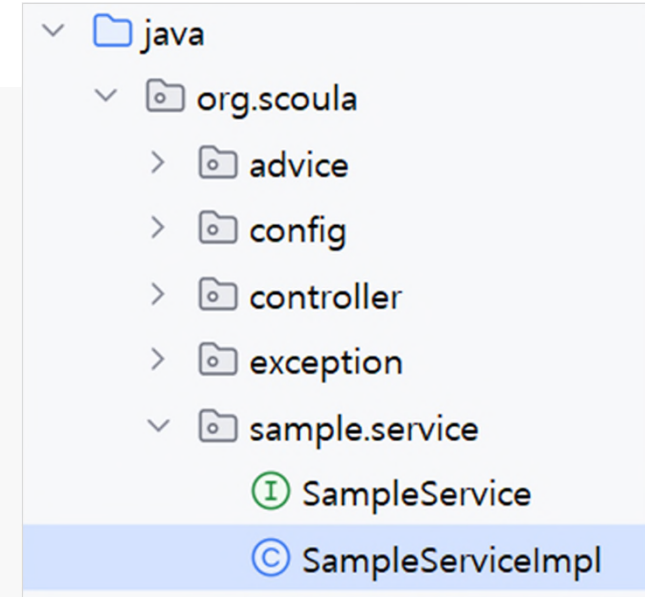 java
org.scoula
advice
config
controller
exception
sample.service
I SampleService
C SampleServiceImpl